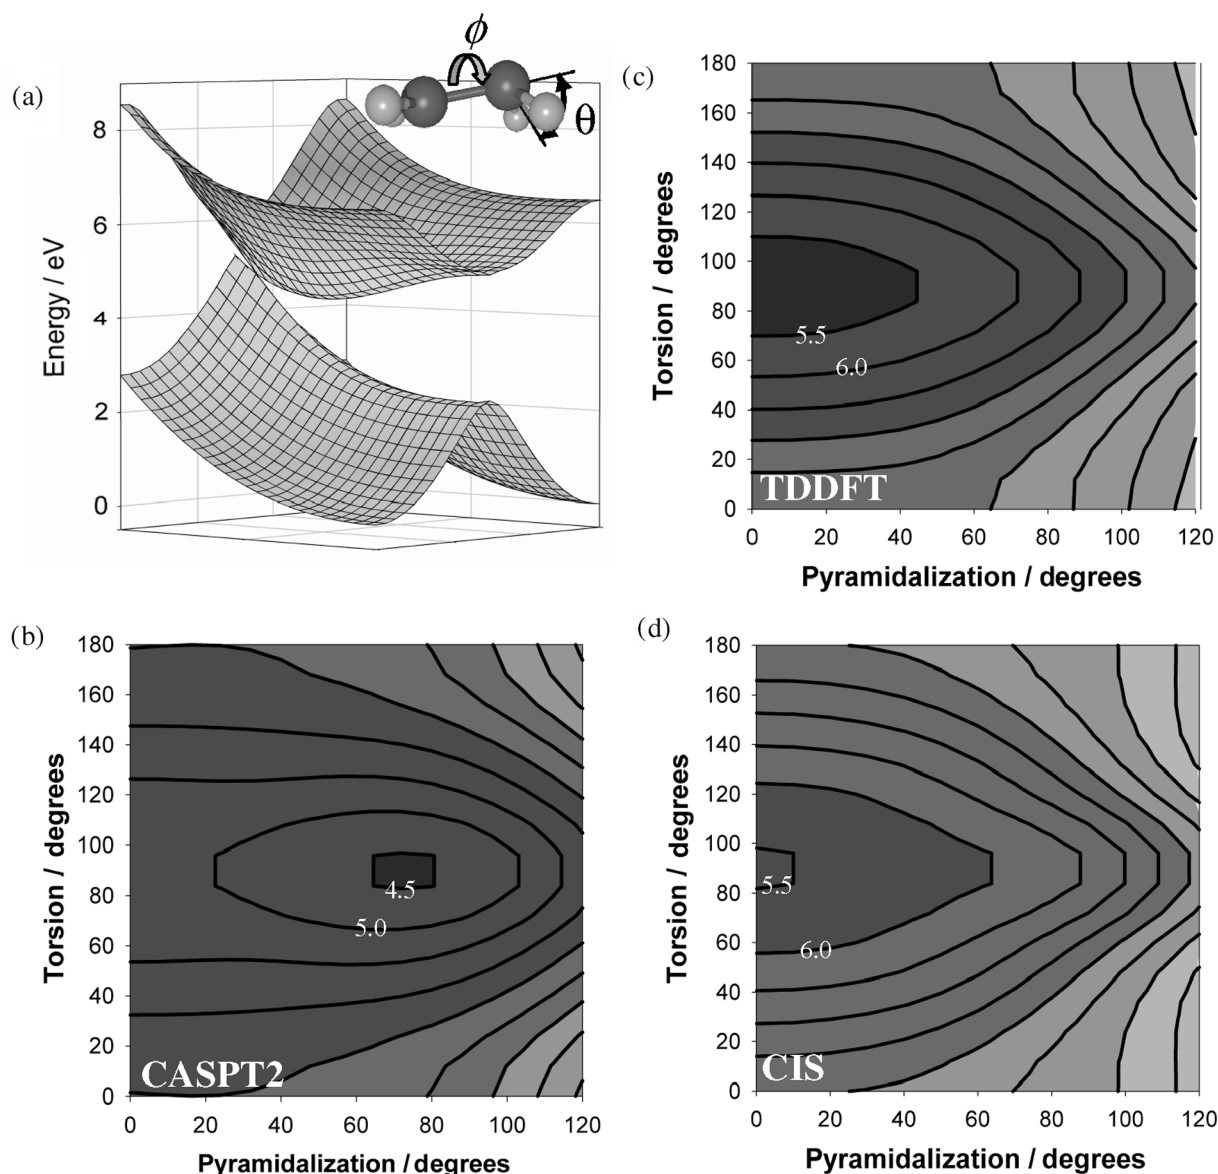 (a)
ϕ
θ
8
6
4
2
0
Energy / eV
(c)
180
160
140
120
100
80
60
40
20
0
Torsion / degrees
5.5
6.0
TDDFT
0 20 40 60 80 100 120
Pyramidalization / degrees
(b)
180
160
140
120
100
80
60
40
20
0
Torsion / degrees
4.5
5.0
CASPT2
0 20 40 60 80 100 120
Pyramidalization / degrees
(d)
180
160
140
120
100
80
60
40
20
0
Torsion / degrees
5.5
6.0
CIS
0 20 40 60 80 100 120
Pyramidalization / degrees